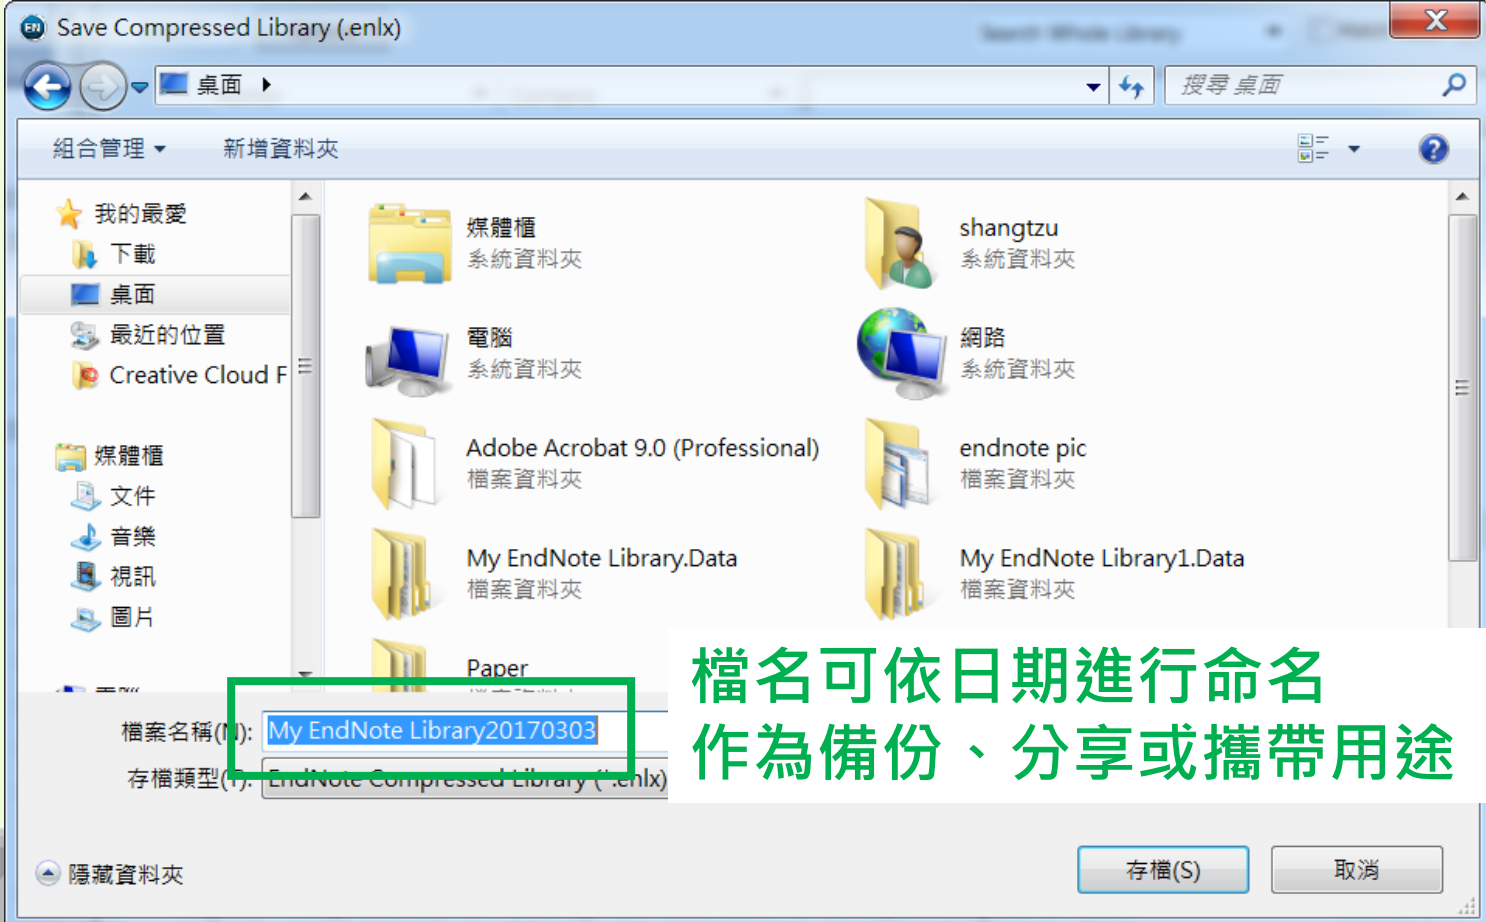 Save Compressed Library (.enlx)
桌面
搜尋 桌面
組合管理
新增資料夾
我的最愛
下載
桌面
最近的位置
Creative Cloud F
媒體櫃
文件
音樂
視訊
圖片
媒體櫃
系統資料夾
shangtzu
系統資料夾
電腦
系統資料夾
網路
系統資料夾
Adobe Acrobat 9.0 (Professional)
檔案資料夾
endnote pic
檔案資料夾
My EndNote Library.Data
檔案資料夾
My EndNote Library1.Data
檔案資料夾
Paper
檔名可依日期進行命名
作為備份、分享或攜帶用途
檔案名稱(N): My EndNote Library20170303
存檔類型(T): EndNote Compressed Library (*.enlx)
隱藏資料夾
存檔(S)
取消